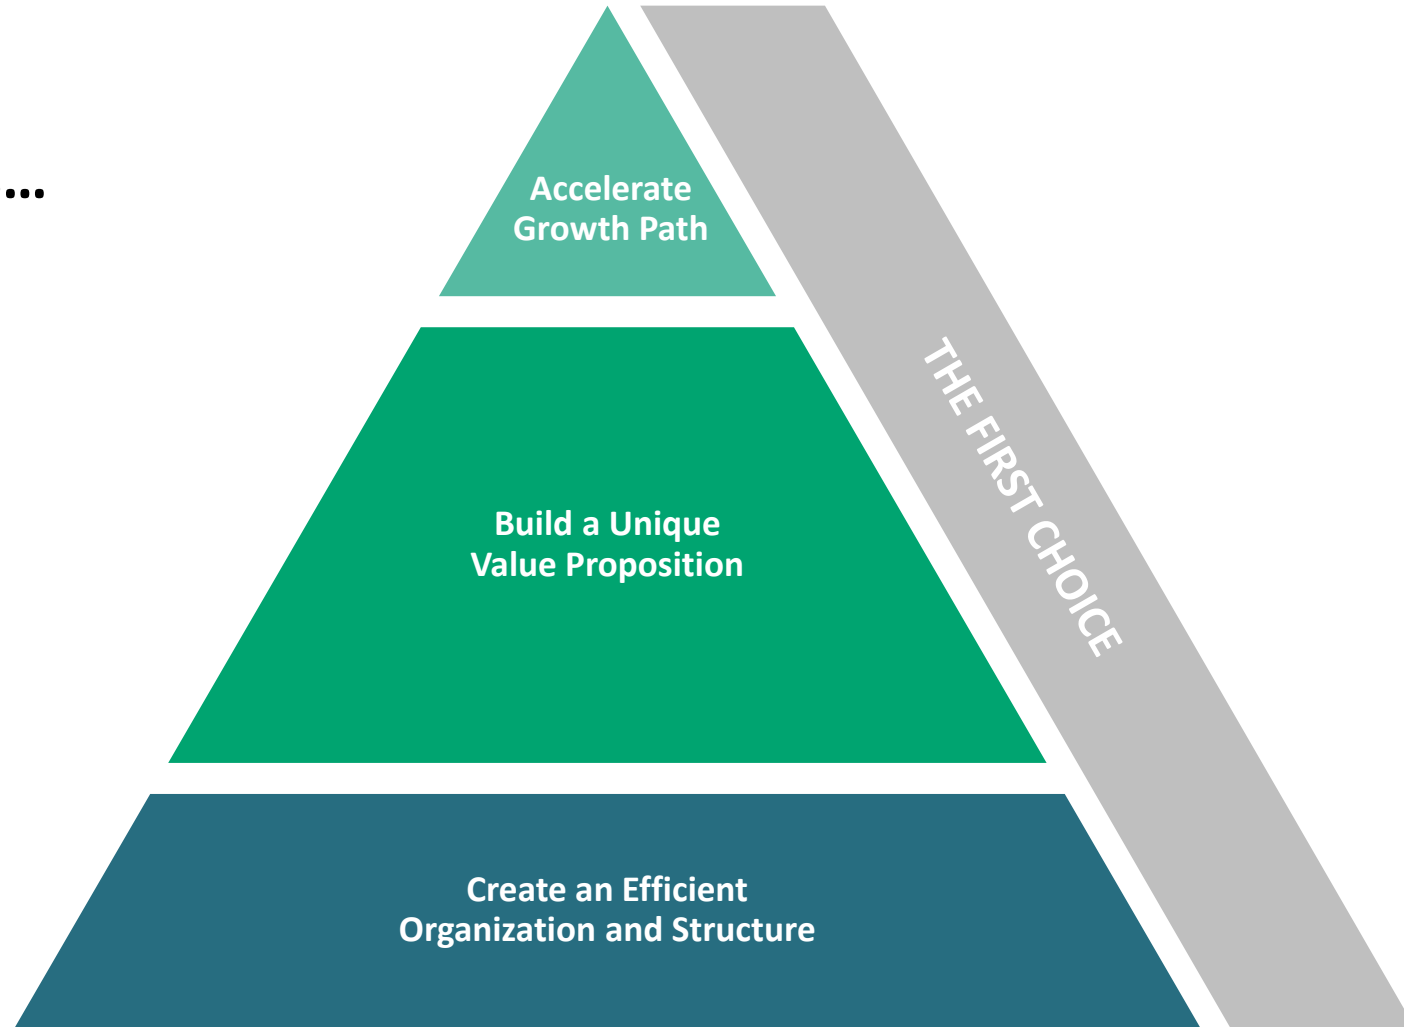 ...
Accelerate
Growth Path
THE FIRST CHOICE
Build a Unique
Value Proposition
Create an Efficient
Organization and Structure